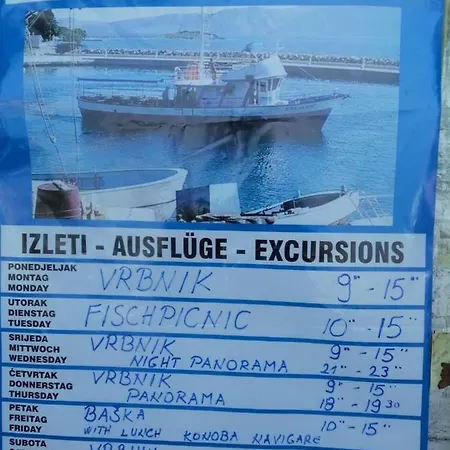 IZLETI - AUSFLÜGE - EXCURSIONS
PONEDJELJAK
MONTAG
MONDAY
VRBNIK 9" - 15"
UTORAK
DIENSTAG
TUESDAY
FISCHPICNIC 10" - 15"
SRIJEDA
MITTWOCH
WEDNESDAY
VRBNIK 9" - 15"
NIGHT PANORAMA 21" - 23"
ČETVRTAK
DONNERSTAG
THURSDAY
VRBNIK 9" - 15"
PANORAMA 18" - 19 30
PETAK
FREITAG
FRIDAY
BAŠKA
WITH LUNCH KONOBA NAVIGARE 10" - 15"
SUBOTA